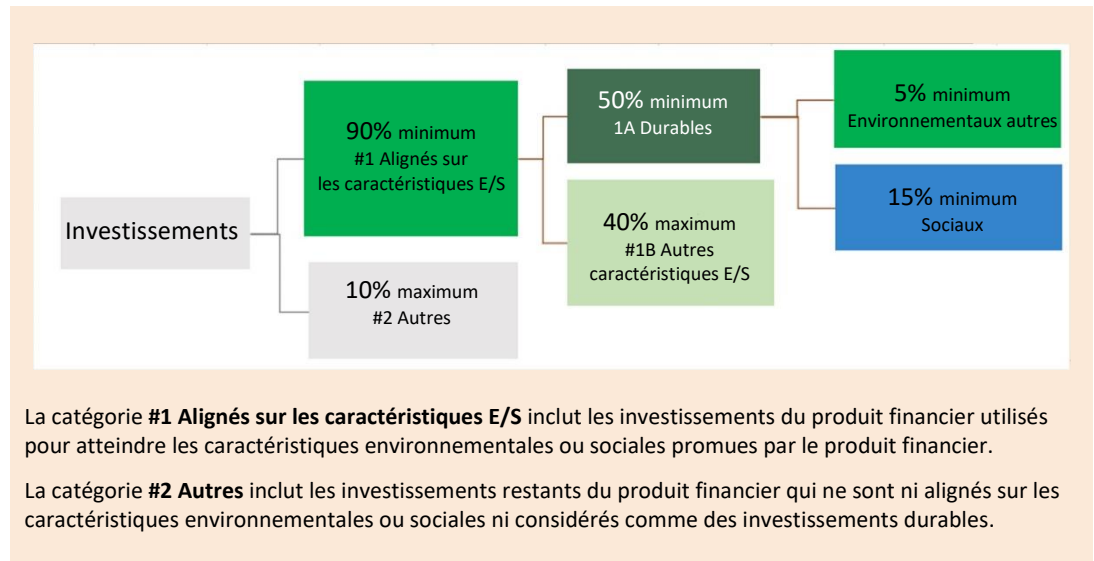 Investissements
90% minimum
#1 Alignés sur
les caractéristiques E/S
10% maximum
#2 Autres
50% minimum
1A Durables
40% maximum
#1B Autres
caractéristiques E/S
5% minimum
Environnementaux autres
15% minimum
Sociaux
La catégorie #1 Alignés sur les caractéristiques E/S inclut les investissements du produit financier utilisés
pour atteindre les caractéristiques environnementales ou sociales promues par le produit financier.
La catégorie #2 Autres inclut les investissements restants du produit financier qui ne sont ni alignés sur les
caractéristiques environnementales ou sociales ni considérés comme des investissements durables.